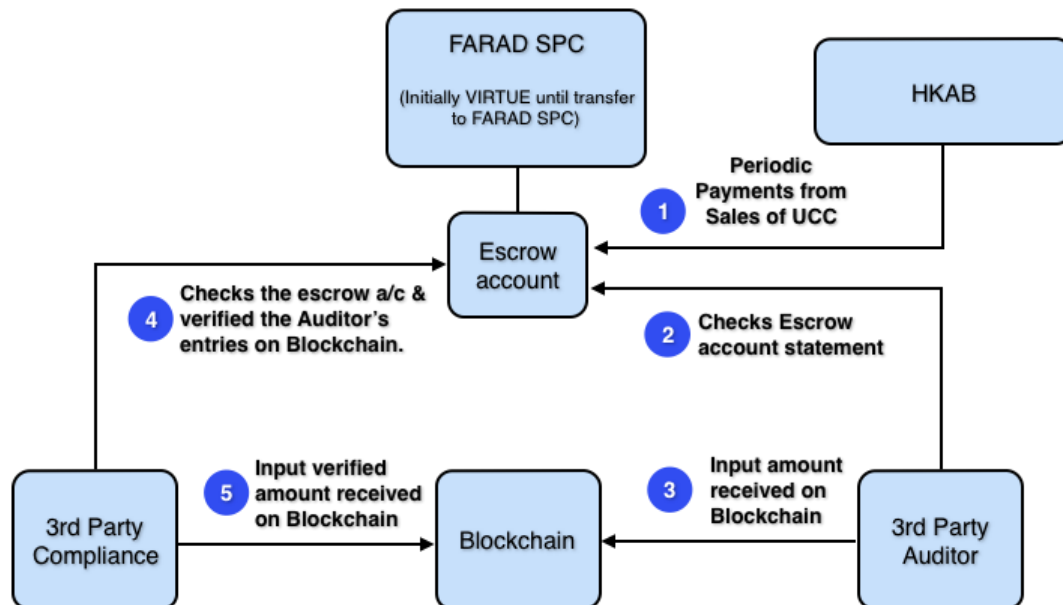 FARAD SPC
(Initially VIRTUE until transfer
to FARAD SPC)
HKAB
1
Periodic
Payments from
Sales of UCC
Escrow
account
4
Checks the escrow a/c &
verified the Auditor's
entries on Blockchain.
2
Checks Escrow
account statement
3rd Party
Compliance
5
Input verified
amount received
on Blockchain
Blockchain
3
Input amount
received on
Blockchain
3rd Party
Auditor